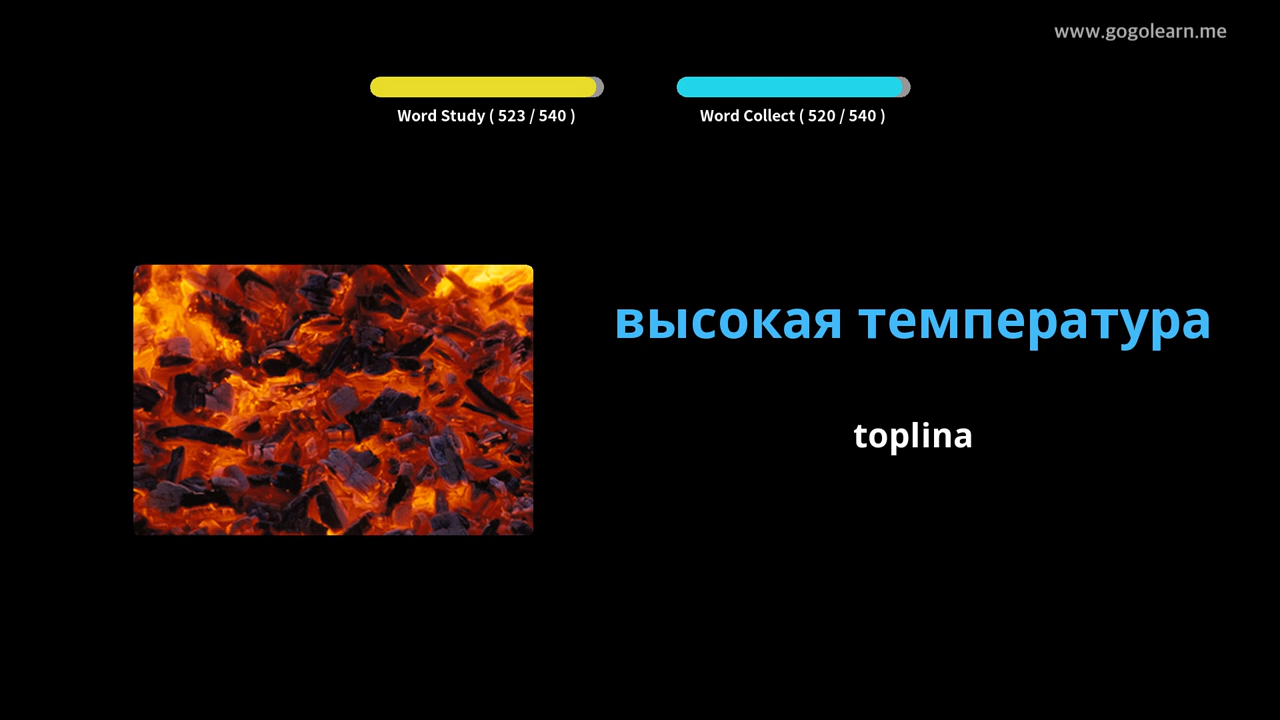 www.gogolearn.me
Word Study ( 523 / 540 )
Word Collect ( 520 / 540 )
высокая температура
toplina